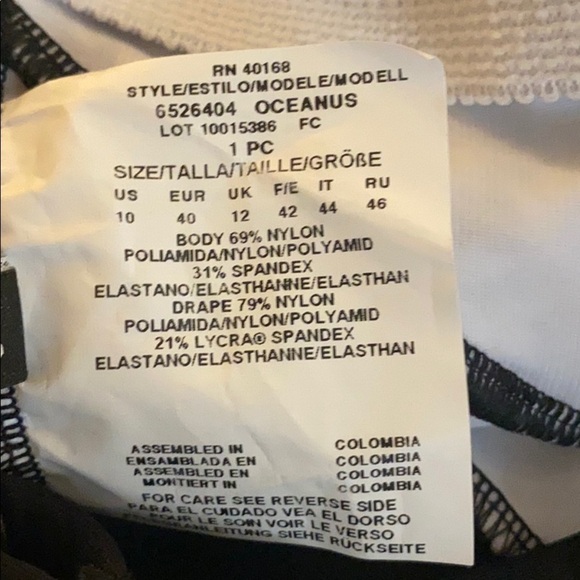 RN 40168
STYLE/ESTILO/MODELE/MODELL
6526404 OCEANUS
LOT 10015386 FC
1 PC
SIZE/TALLA/TAILLE/GRÖßE
US EUR UK F/E IT RU
10 40 12 42 44 46
BODY 69% NYLON
POLIAMIDA/NYLON/POLYAMID
31% SPANDEX
ELASTANO/ELASTHANNE/ELASTHAN
DRAPE 79% NYLON
POLIAMIDA/NYLON/POLYAMID
21% LYCRA® SPANDEX
ELASTANO/ELASTHANNE/ELASTHAN
ASSEMBLED IN COLOMBIA
ENSAMBLADA EN COLOMBIA
ASSEMBLED EN COLOMBIA
MONTIERT IN COLOMBIA
FOR CARE SEE REVERSE SIDE
PARA EL CUIDADO VEA EL DORSO
POUR LE SOIN VOIR LE VERSO
SIEHE RÜCKSEITE